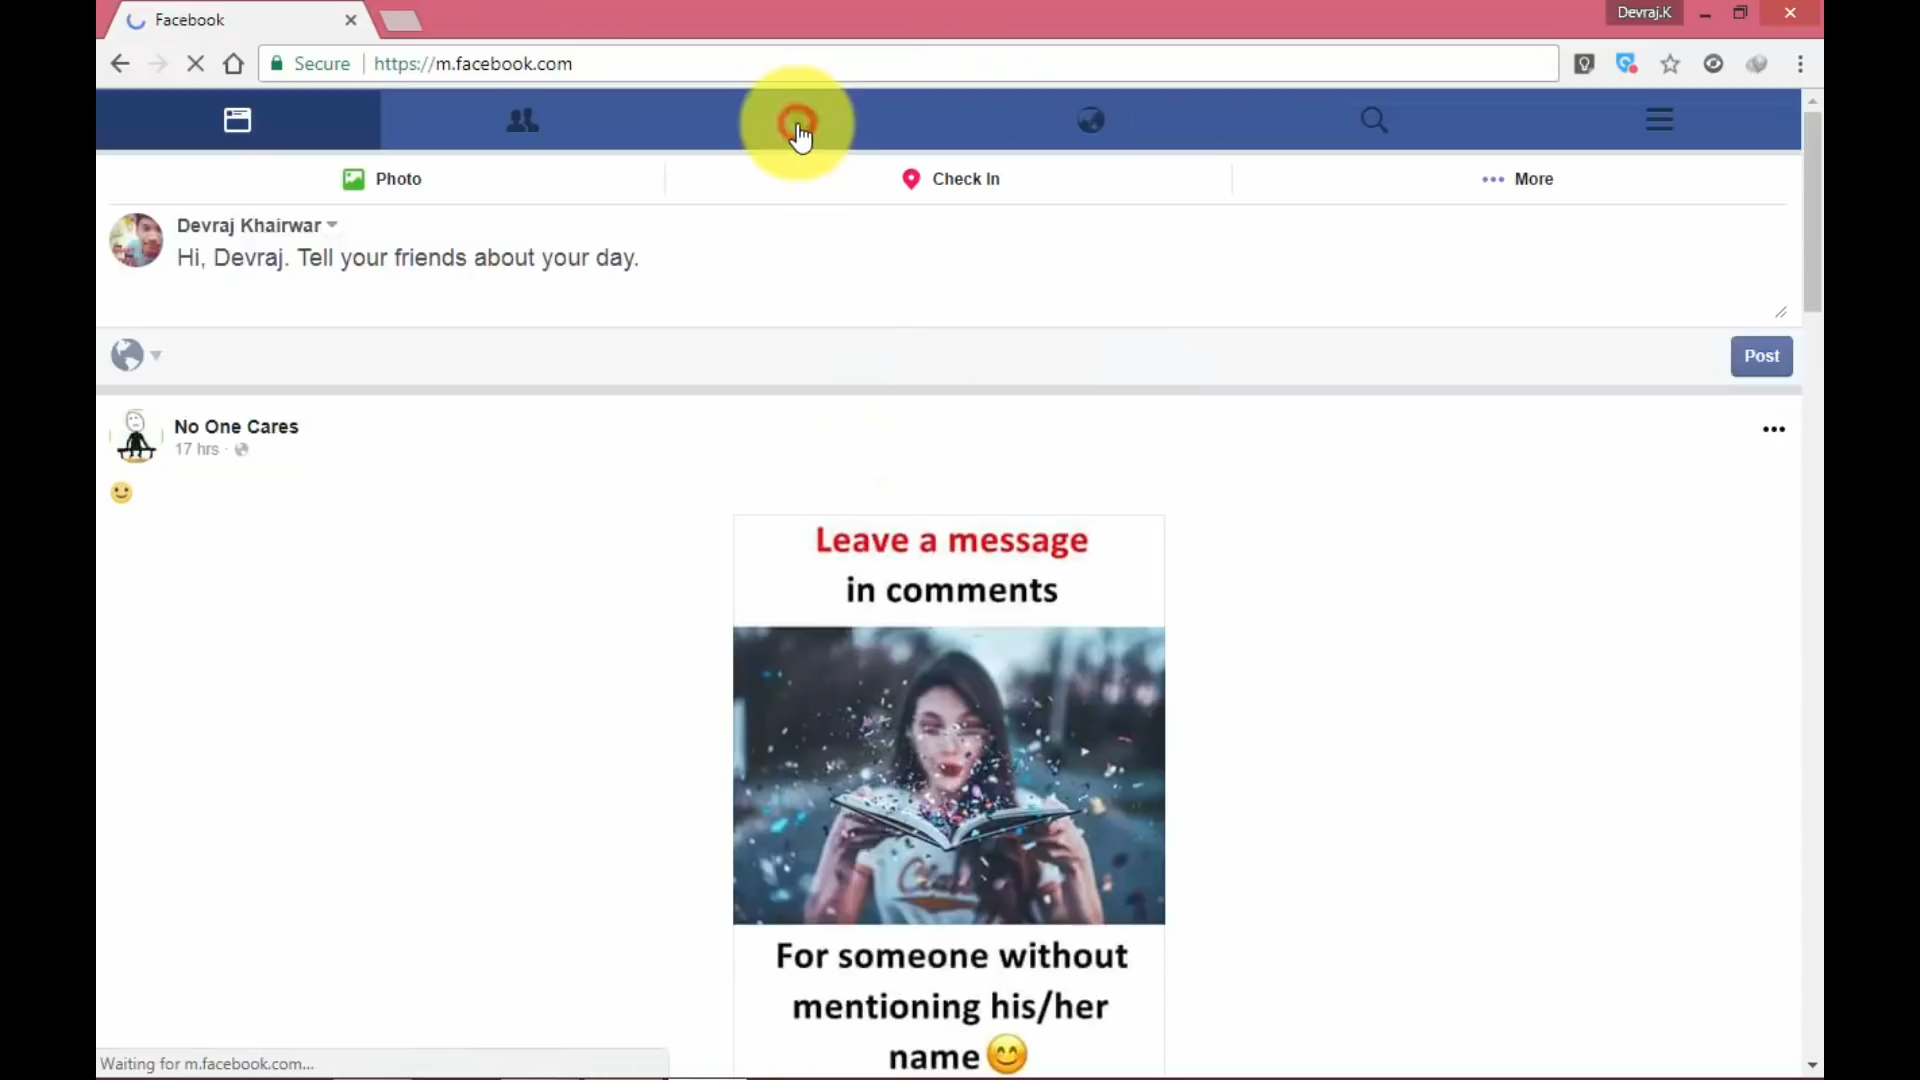 Facebook
Devraj.K
Secure
https://m.facebook.com
Photo
Check In
More
Devraj Khairwar
Hi, Devraj. Tell your friends about your day.
Post
No One Cares
17 hrs ·
Leave a message
in comments
For someone without
mentioning his/her
name
Waiting for m.facebook.com...